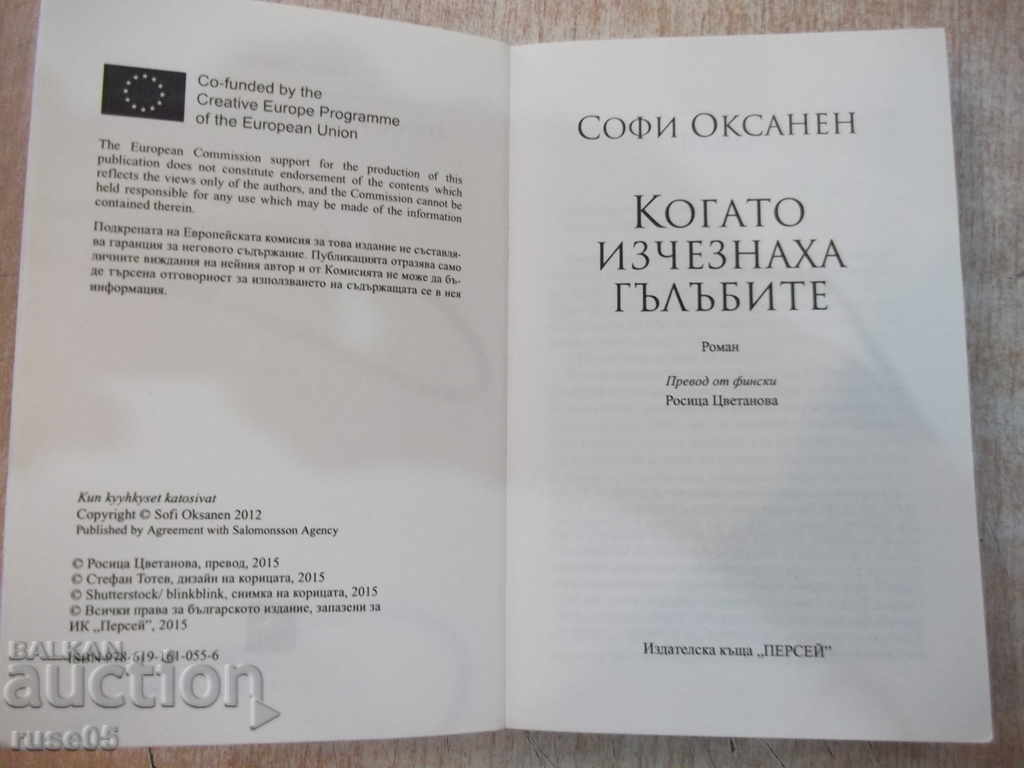 Co-funded by the
Creative Europe Programme
of the European Union
The European Commission support for the production of this
publication does not constitute endorsement of the contents which
reflects the views only of the authors, and the Commission cannot be
held responsible for any use which may be made of the information
contained therein.
Подкрепата на Европейската комисия за това издание не съставля-
ва гаранция за неговото съдържание. Публикацията отразява само
личните виждания на нейния автор и от Комисията не може да бъ-
де търсена отговорност за използването на съдържащата се в нея
информация.
Kun kyyhkyset katosivat
Copyright © Sofi Oksanen 2012
Published by Agreement with Salomonsson Agency
© Росица Цветанова, превод, 2015
© Стефан Тотев, дизайн на корицата, 2015
© Shutterstock/ blinkblink, снимка на корицата, 2015
© Всички права за българското издание, запазени за
ИК „Персей", 2015
ISBN 978-619-161-055-6
СОФИ ОКСАНЕН
КОГАТО
ИЗЧЕЗНАХА
ГЪЛЪБИТЕ
Роман
Превод от фински
Росица Цветанова
Издателска къща „ПЕРСЕЙ"
BALKAN
auction
ruse05